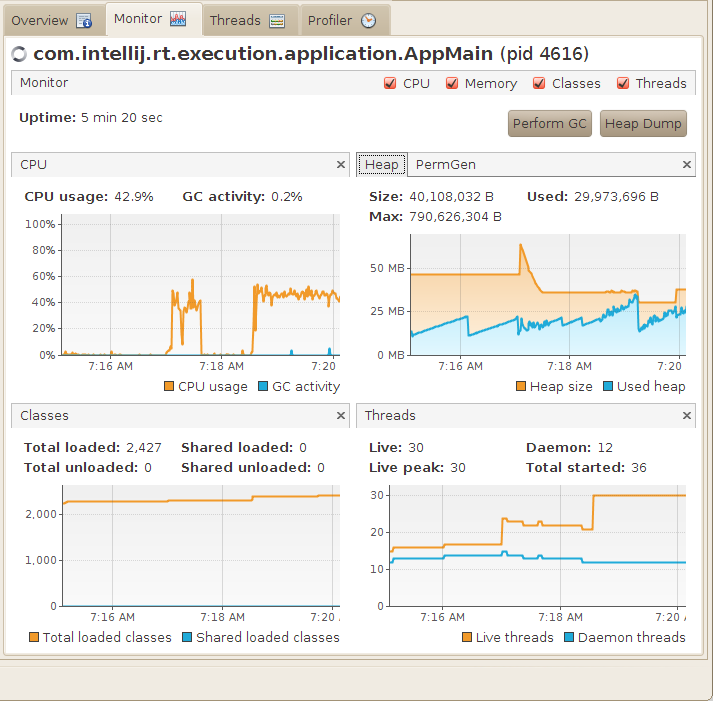 Overview Monitor Threads Profiler
com.intellij.rt.execution.application.AppMain (pid 4616)
Monitor CPU Memory Classes Threads
Uptime: 5 min 20 sec
Perform GC Heap Dump
CPU
CPU usage: 42.9% GC activity: 0.2%
100%
80%
60%
40%
20%
0%
7:16 AM 7:18 AM 7:20
CPU usage GC activity
Heap PermGen
Size: 40,108,032 B Used: 29,973,696 B
Max: 790,626,304 B
50 MB
25 MB
0 MB
7:16 AM 7:18 AM 7:20
Heap size Used heap
Classes
Total loaded: 2,427 Shared loaded: 0
Total unloaded: 0 Shared unloaded: 0
2,000
1,000
0
7:16 AM 7:18 AM 7:20
Total loaded classes Shared loaded classes
Threads
Live: 30 Daemon: 12
Live peak: 30 Total started: 36
30
20
10
0
7:16 AM 7:18 AM 7:20
Live threads Daemon threads